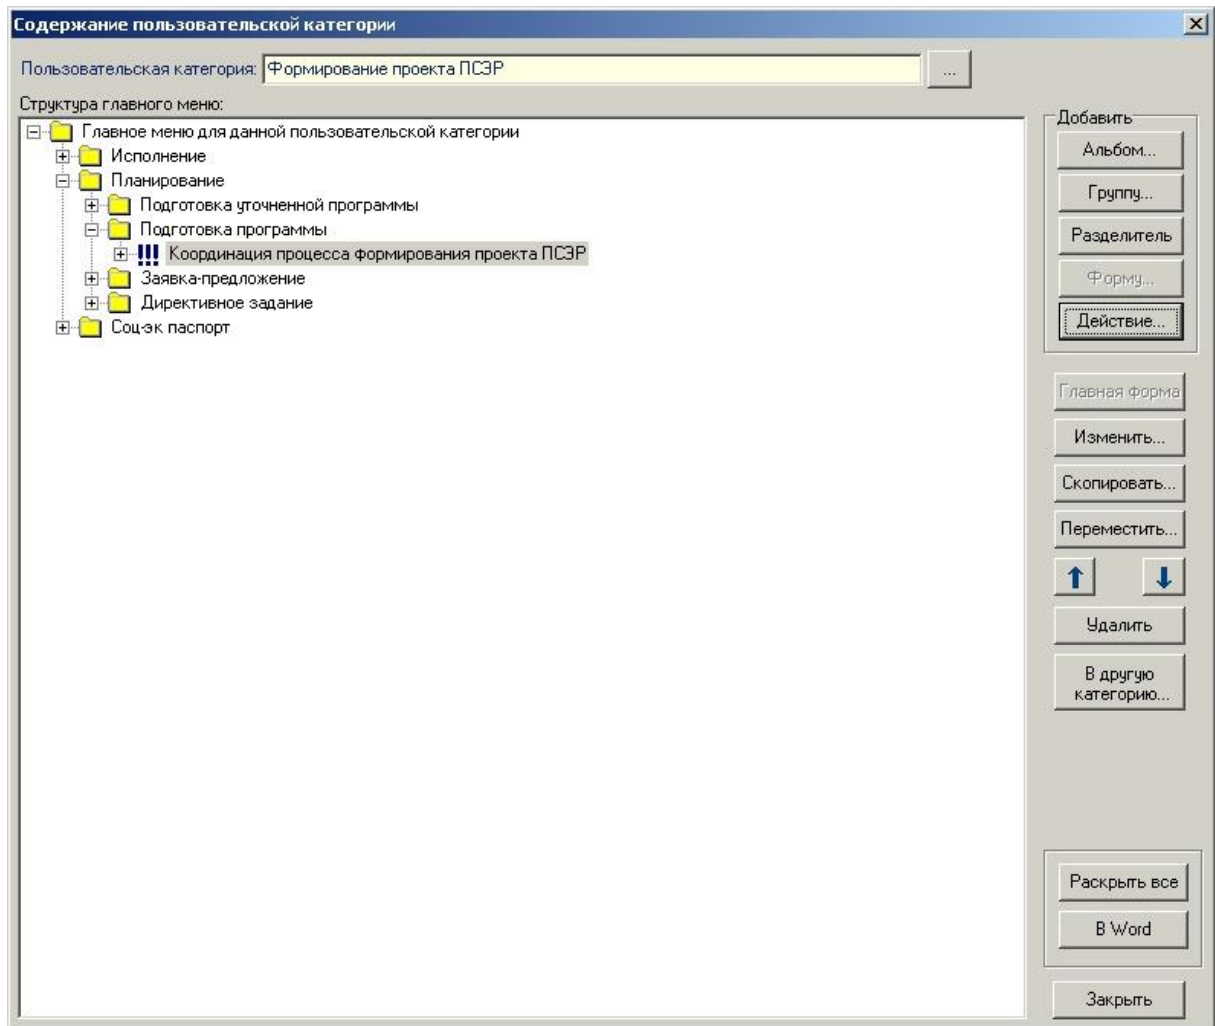 Содержание пользовательской категории
Пользовательская категория: Формирование проекта ПСЭР ...
Структура главного меню:
Главное меню для данной пользовательской категории
Исполнение
Планирование
Подготовка уточненной программы
Подготовка программы
!!! Координация процесса формирования проекта ПСЭР
Заявка-предложение
Директивное задание
Соц-эк паспорт
Добавить
Альбом...
Группу...
Разделитель
Форму...
Действие...
Главная форма
Изменить...
Скопировать...
Переместить...
Удалить
В другую
категорию...
Раскрыть все
В Word
Закрыть